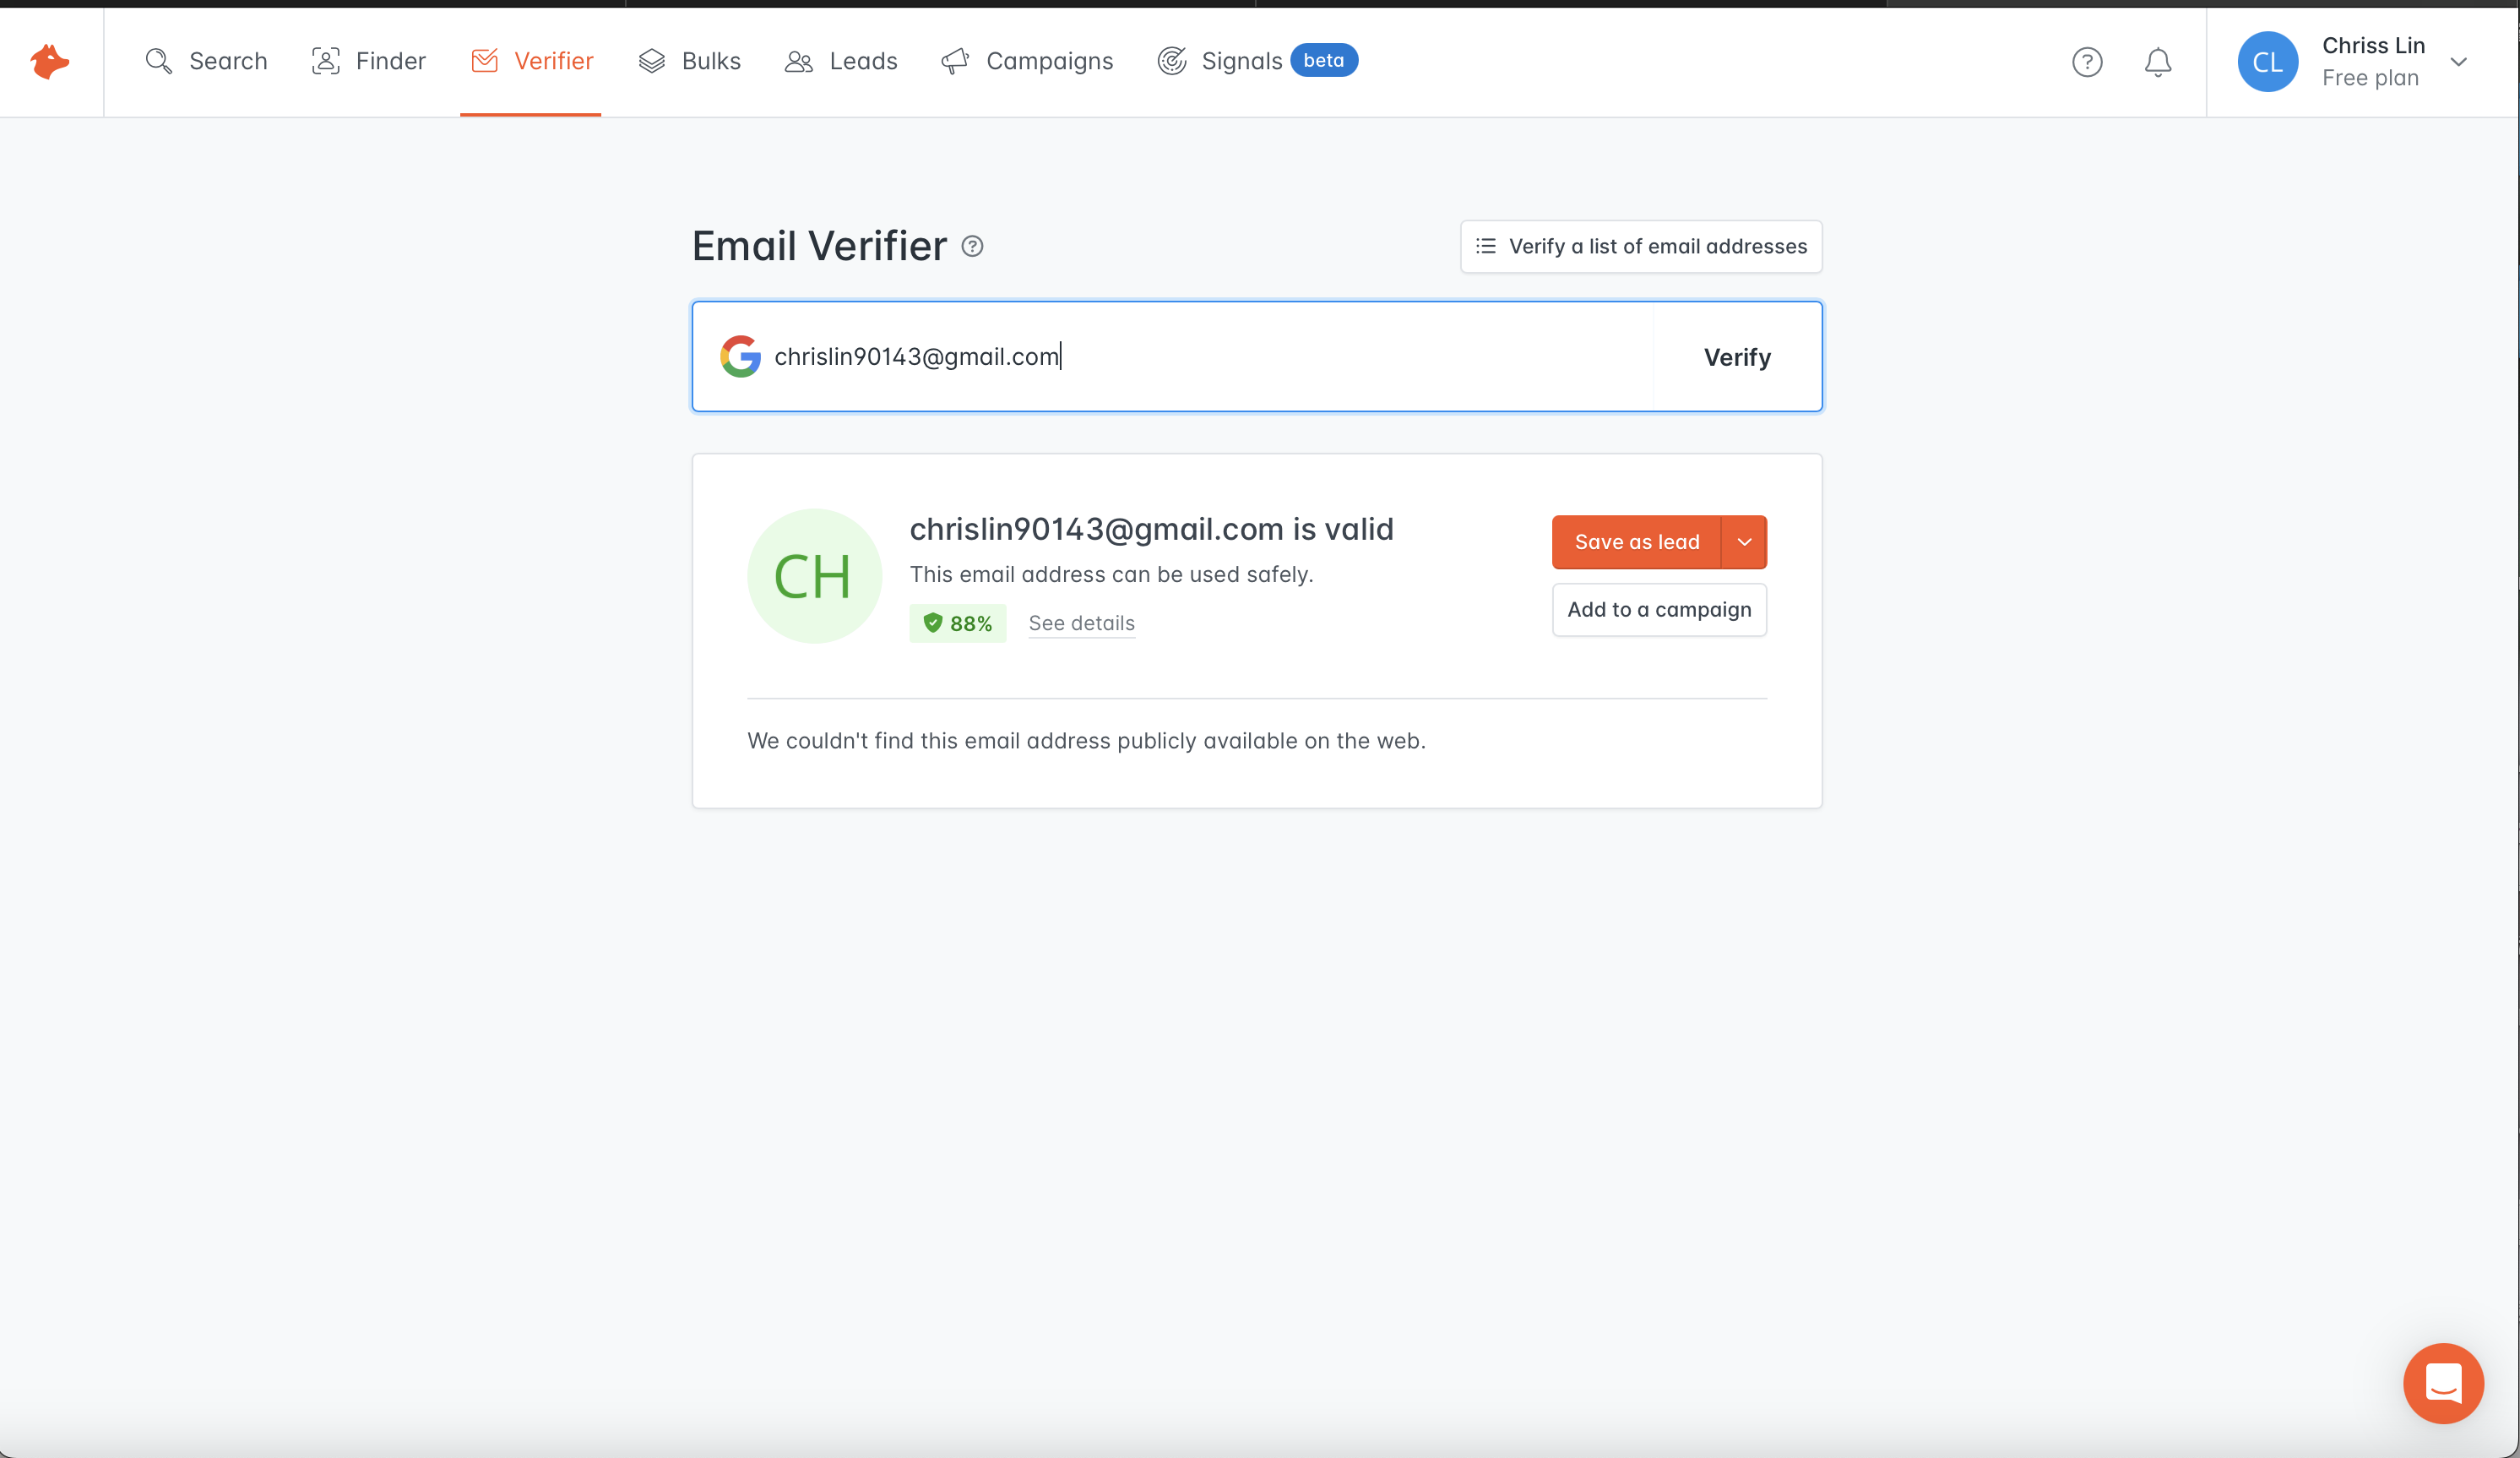 Search Finder Verifier Bulks Leads Campaigns Signals beta
? CL Chriss Lin
Free plan
Email Verifier ?
Verify a list of email addresses
G chrislin90143@gmail.com
Verify
CH
chrislin90143@gmail.com is valid
This email address can be used safely.
88% See details
Save as lead
Add to a campaign
We couldn't find this email address publicly available on the web.